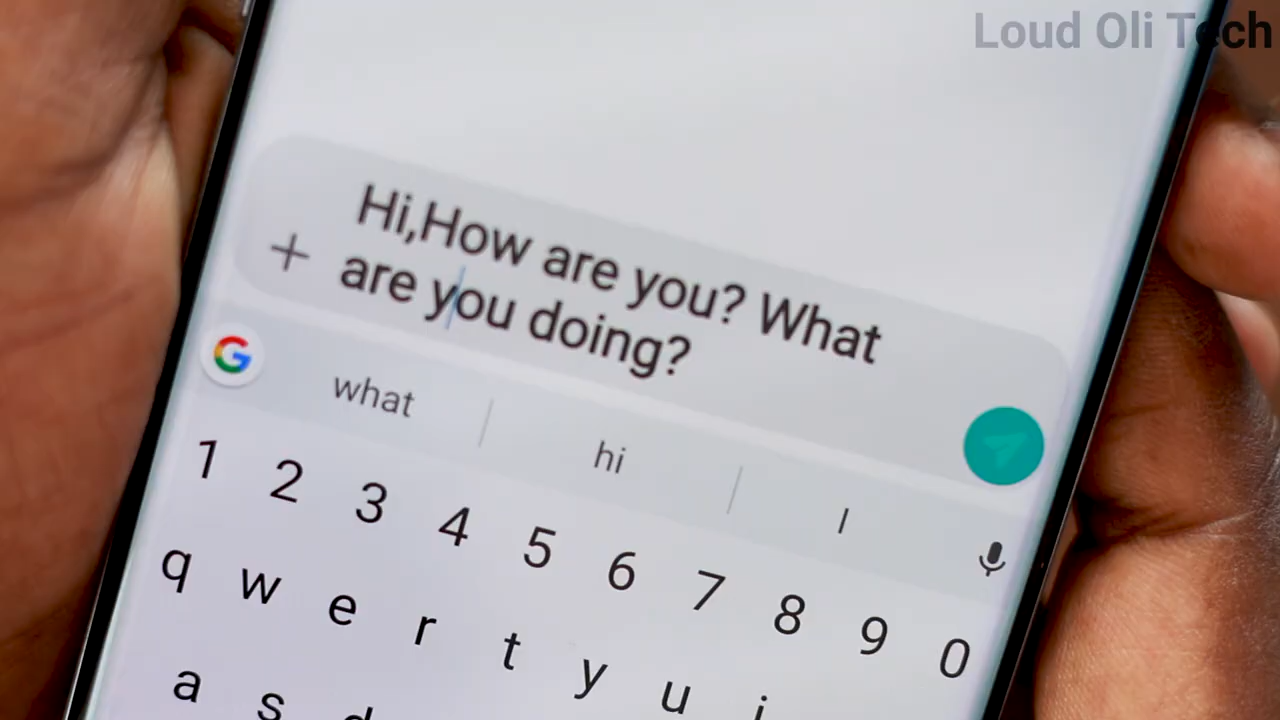 Loud Oli Tech
Hi,How are you? What
are you doing?
what hi I
1 2 3 4 5 6 7 8 9 0
q w e r t y u i
a s d